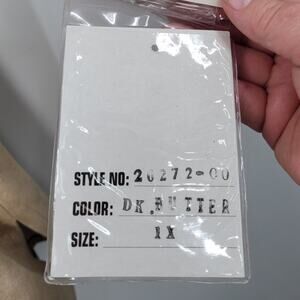 STYLE NO: 20272-00
COLOR: DK.BUTTER
SIZE: 1X